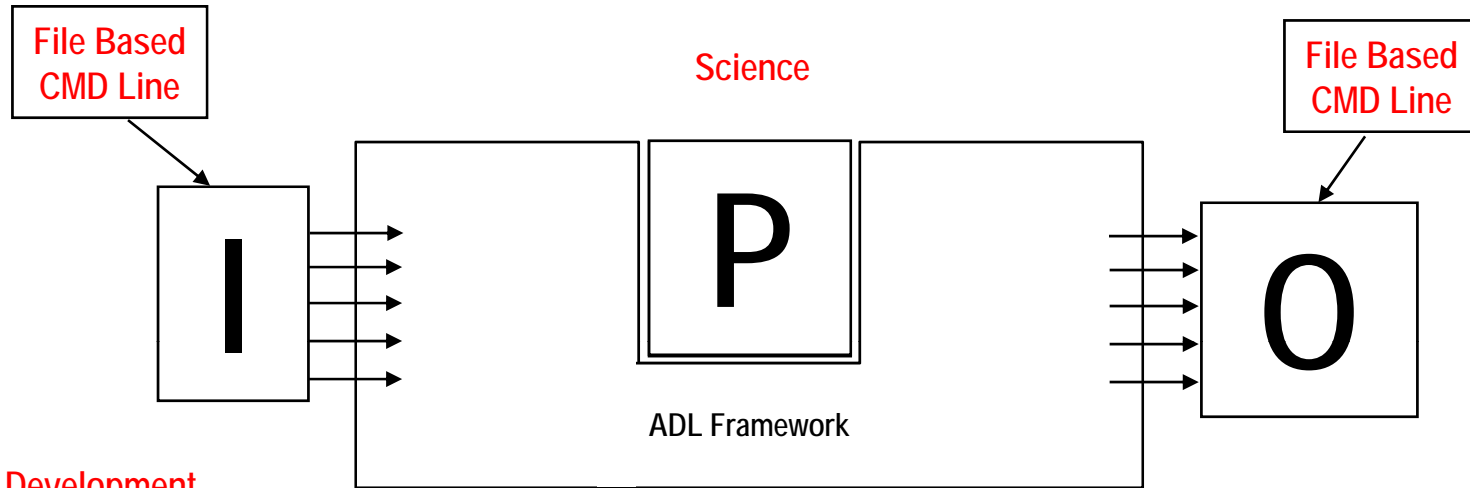 File Based
CMD Line
Science
File Based
CMD Line
I
P
O
ADL Framework
Development